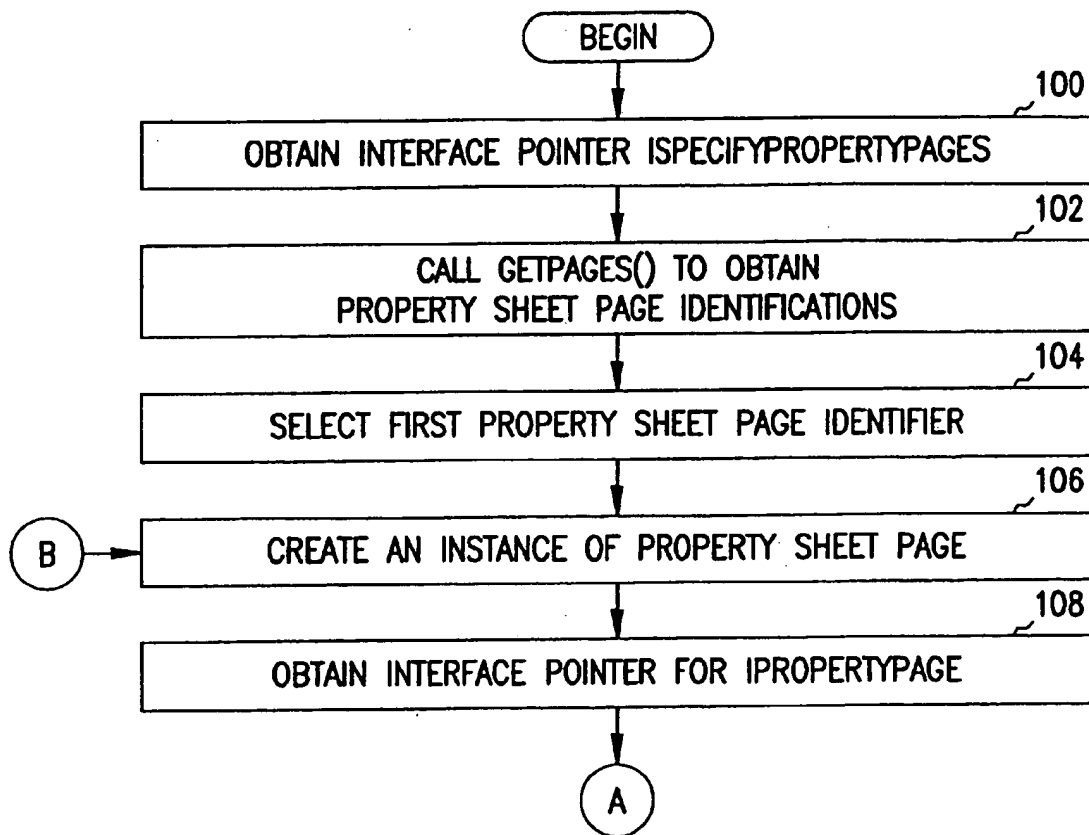 BEGIN
100
OBTAIN INTERFACE POINTER ISPECIFYPROPERTYPAGES
102
CALL GETPAGES() TO OBTAIN
PROPERTY SHEET PAGE IDENTIFICATIONS
104
SELECT FIRST PROPERTY SHEET PAGE IDENTIFIER
106
B
CREATE AN INSTANCE OF PROPERTY SHEET PAGE
108
OBTAIN INTERFACE POINTER FOR IPROPERTYPAGE
A